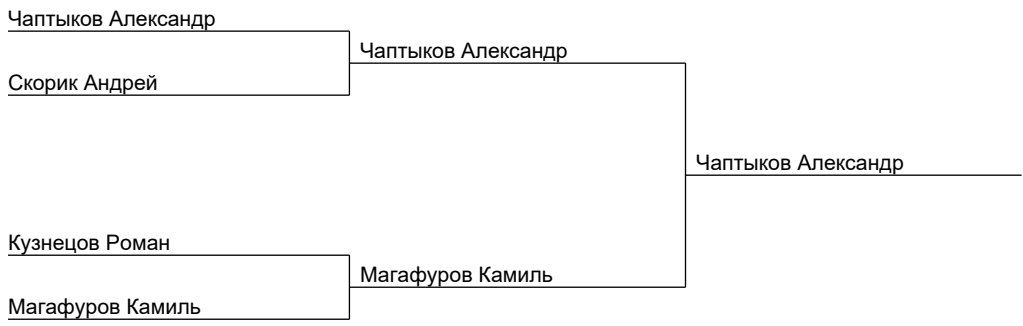 Чаптыков Александр
Чаптыков Александр
Скорик Андрей
Чаптыков Александр
Кузнецов Роман
Магафуров Камиль
Магафуров Камиль